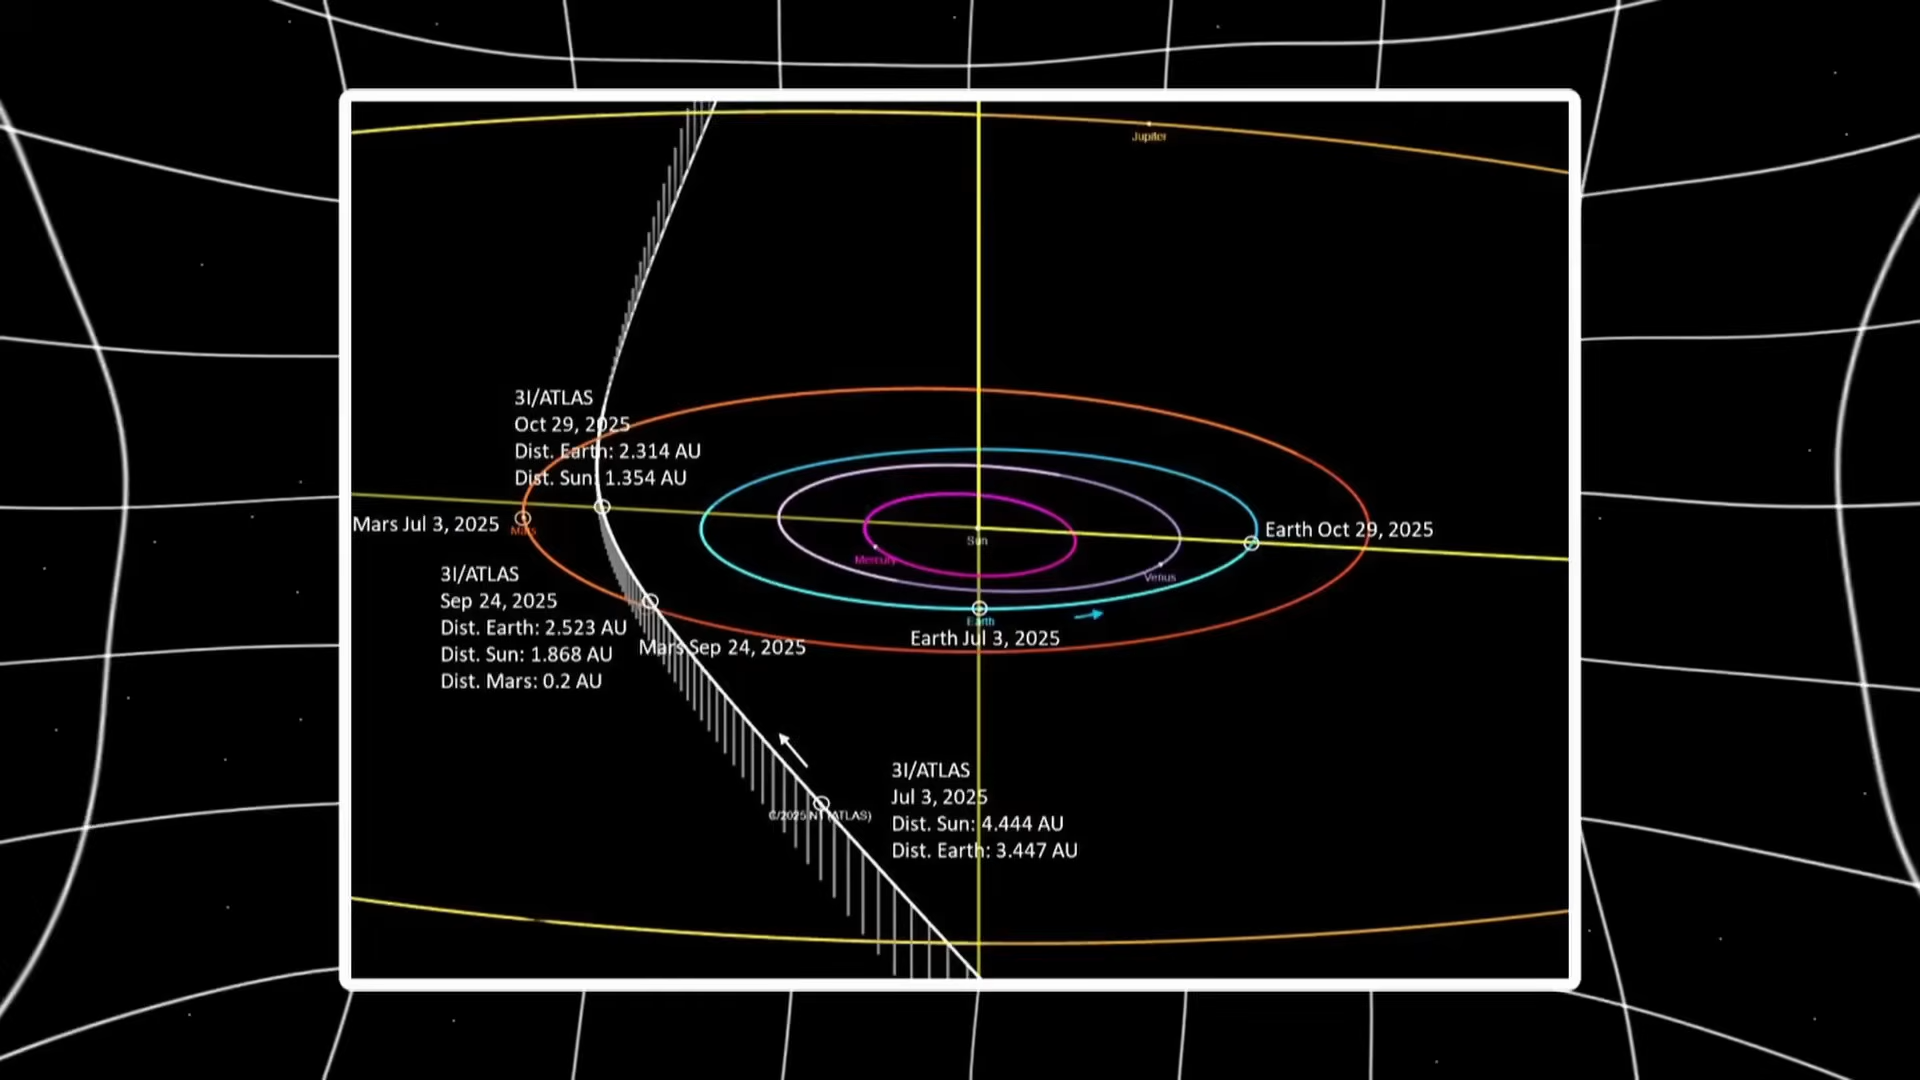 Jupiter
3I/ATLAS
Oct 29, 2025
Dist. Earth: 2.314 AU
Dist. Sun: 1.354 AU
Mars Jul 3, 2025
Mars
Sun
Earth Oct 29, 2025
Mercury
Venus
3I/ATLAS
Sep 24, 2025
Dist. Earth: 2.523 AU
Dist. Sun: 1.868 AU
Dist. Mars: 0.2 AU
Mars Sep 24, 2025
Earth
Earth Jul 3, 2025
C/2025 N1 (ATLAS)
3I/ATLAS
Jul 3, 2025
Dist. Sun: 4.444 AU
Dist. Earth: 3.447 AU